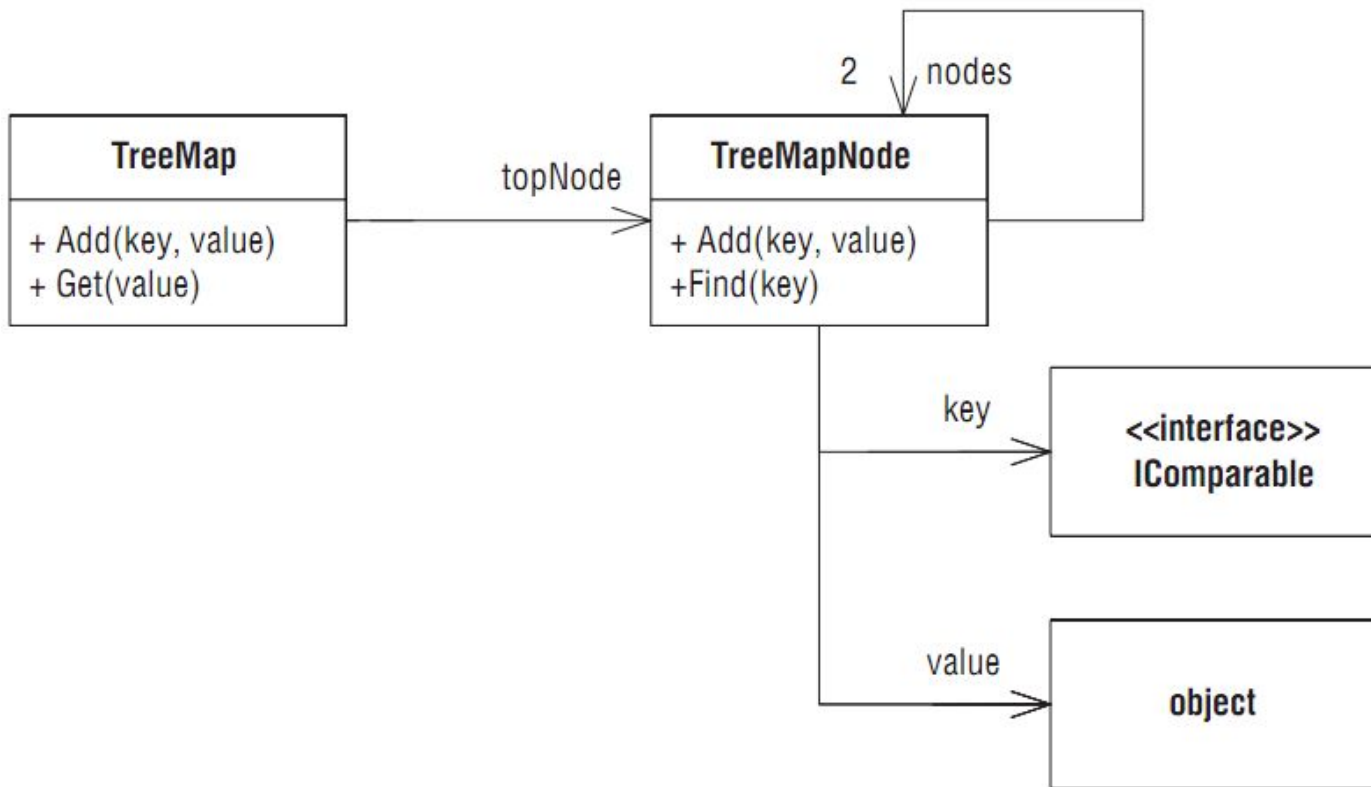 2 nodes
TreeMap
topNode
TreeMapNode
+ Add(key, value)
+ Get(value)
+ Add(key, value)
+Find(key)
key
<<interface>>
IComparable
value
object